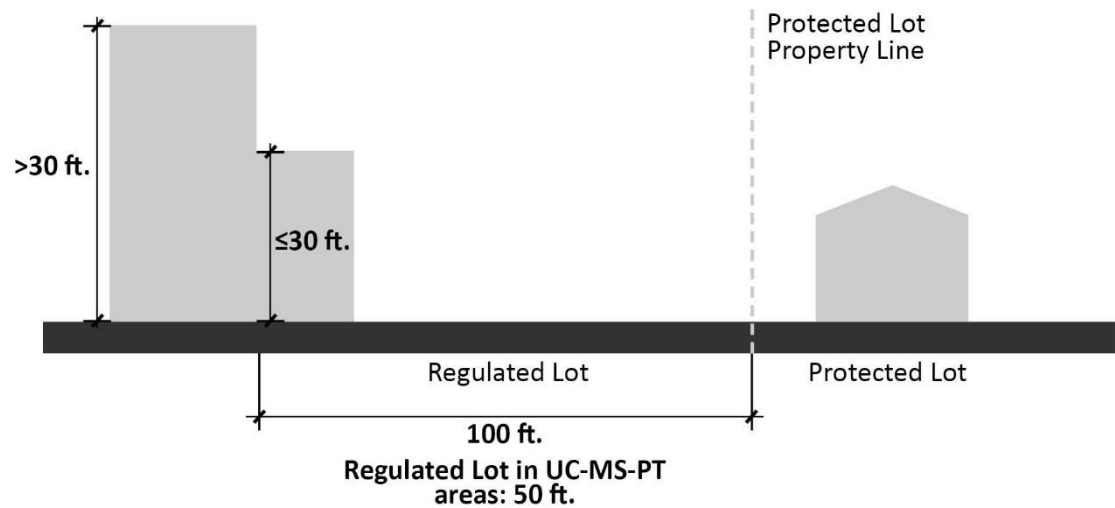 Protected Lot
Property Line
>30 ft.
≤30 ft.
Regulated Lot
Protected Lot
100 ft.
Regulated Lot in UC-MS-PT
areas: 50 ft.